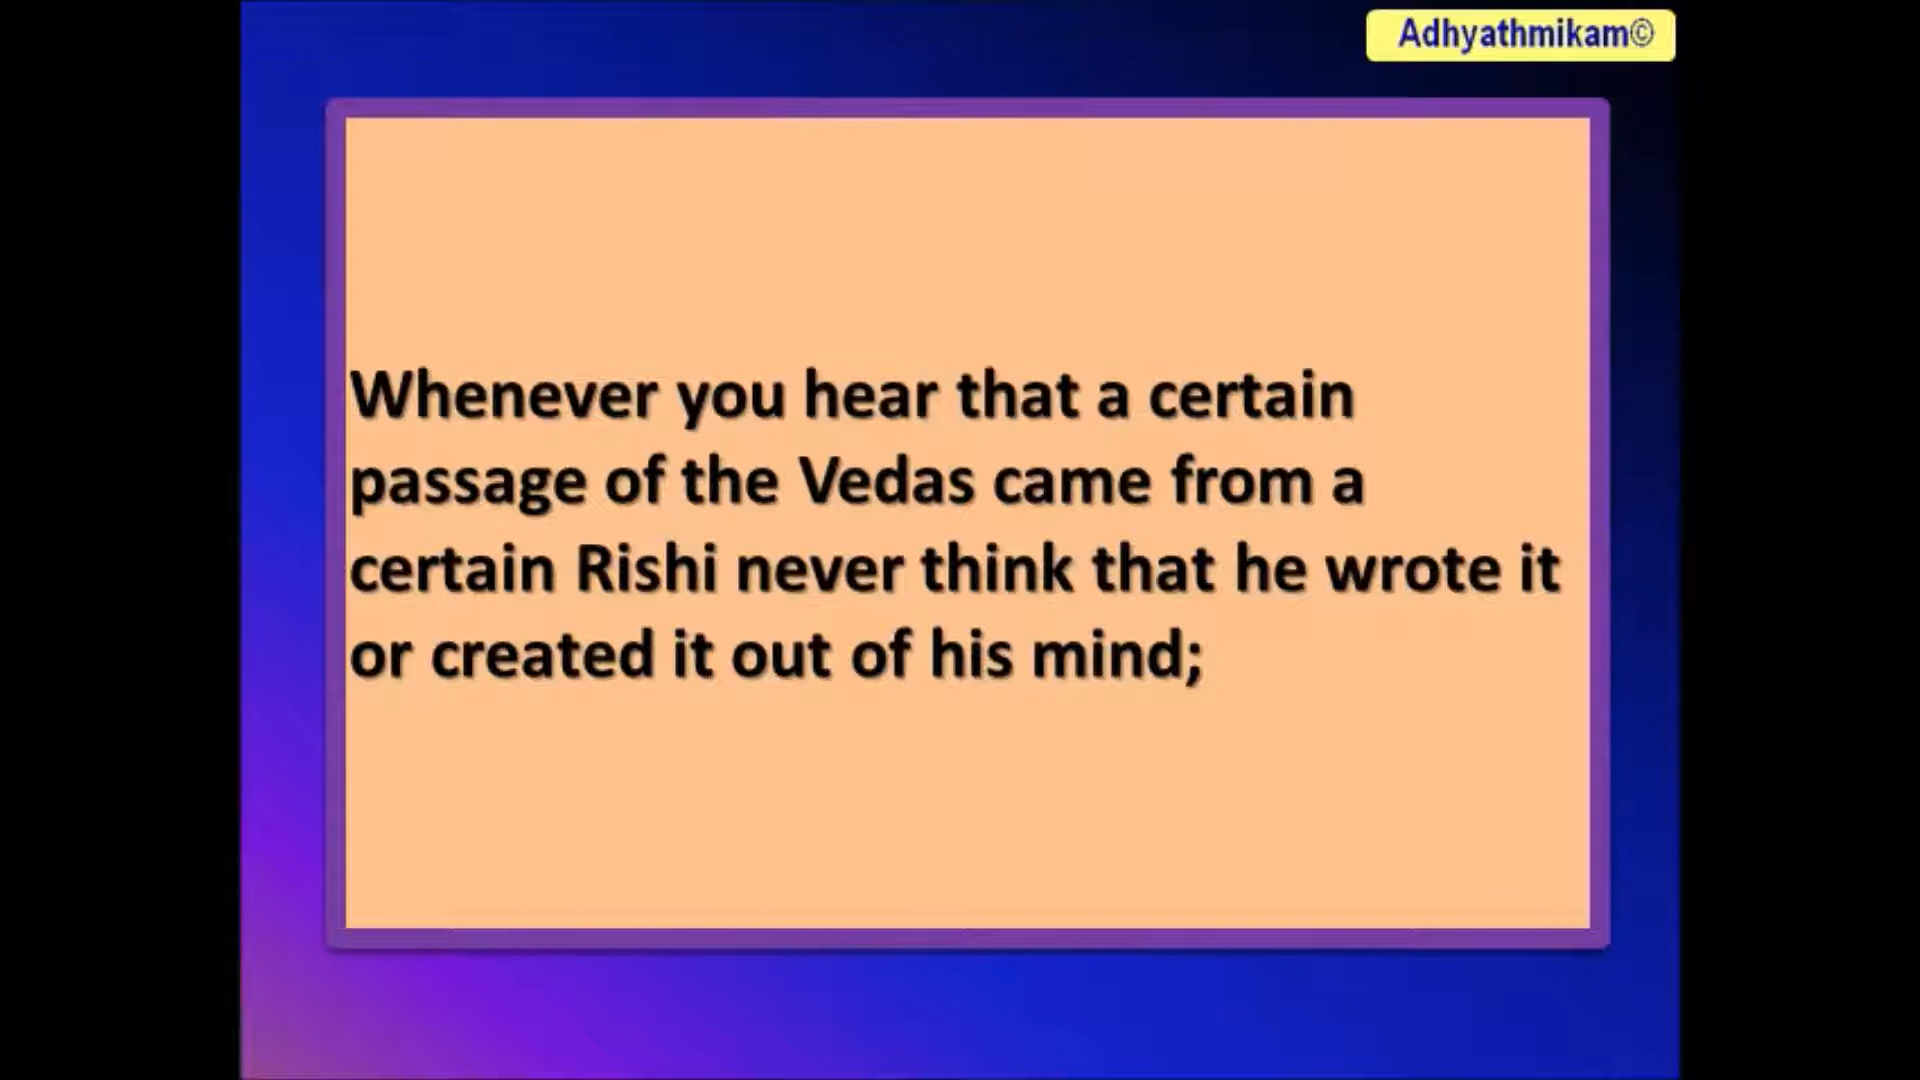 Adhyathmikam©
Whenever you hear that a certain
passage of the Vedas came from a
certain Rishi never think that he wrote it
or created it out of his mind;